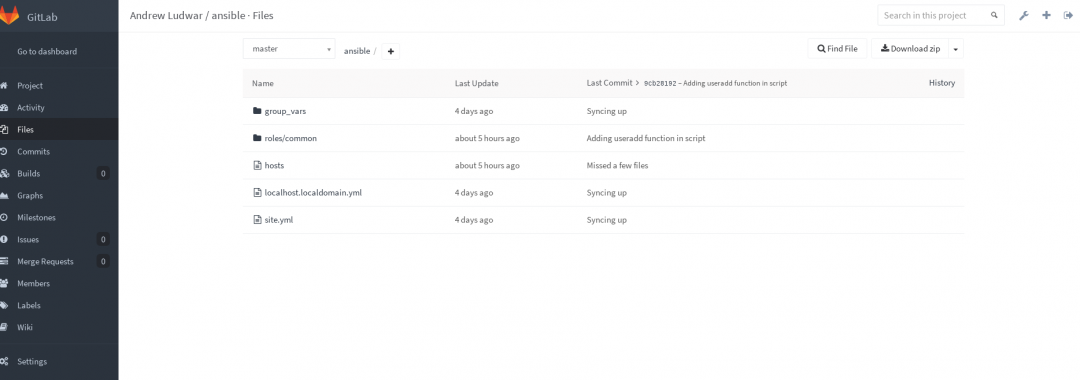 GitLab
Andrew Ludwar / ansible · Files
Search in this project
Go to dashboard
Project
Activity
Files
Commits
Builds 0
Graphs
Milestones
Issues 0
Merge Requests 0
Members
Labels
Wiki
Settings
master
ansible /
Find File
Download zip
Name Last Update Last Commit > 9cb28192 – Adding useradd function in script History
group_vars 4 days ago Syncing up
roles/common about 5 hours ago Adding useradd function in script
hosts about 5 hours ago Missed a few files
localhost.localdomain.yml 4 days ago Syncing up
site.yml 4 days ago Syncing up